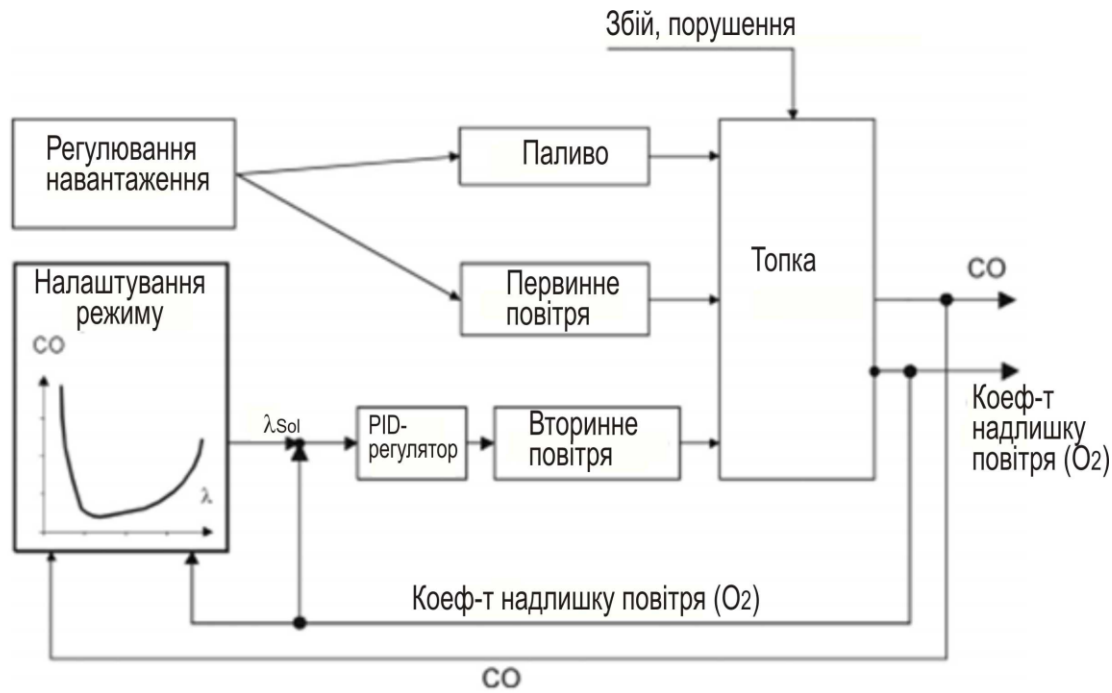 Збій, порушення
Регулювання
навантаження
Паливо
Первинне
повітря
Топка
CO
Налаштування
режиму
CO
λ
λSol
PID-
регулятор
Вторинне
повітря
Коеф-т
надлишку
повітря (O2)
Коеф-т надлишку повітря (O2)
CO